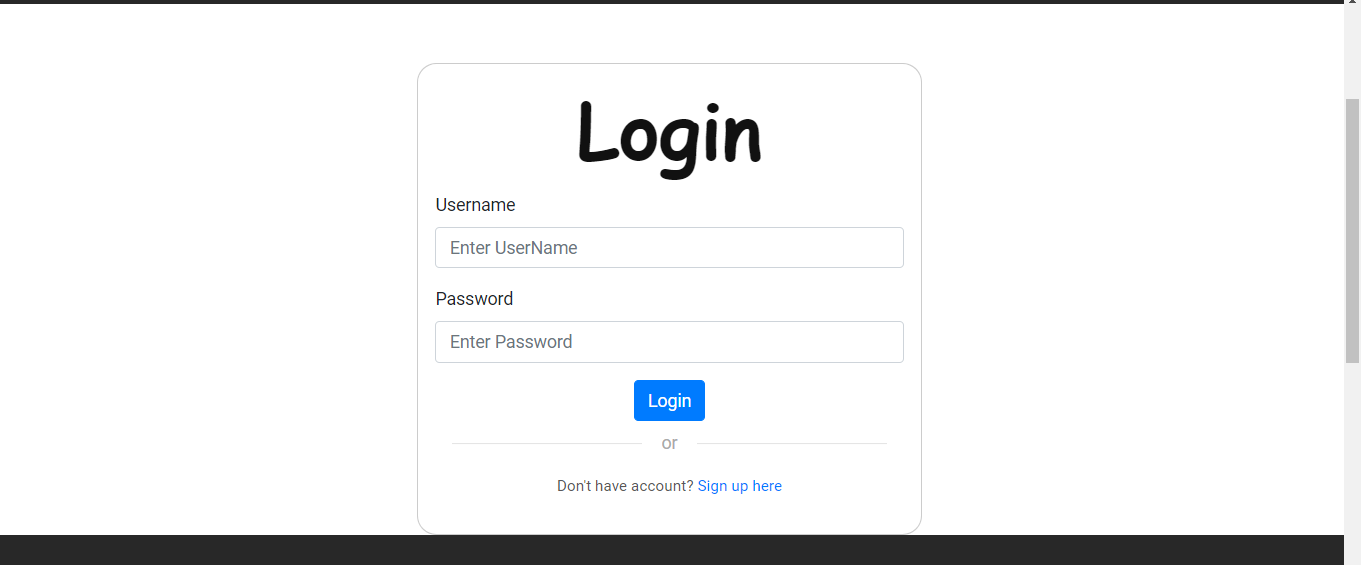 Login
Username
Enter UserName
Password
Enter Password
Login
or
Don't have account? Sign up here